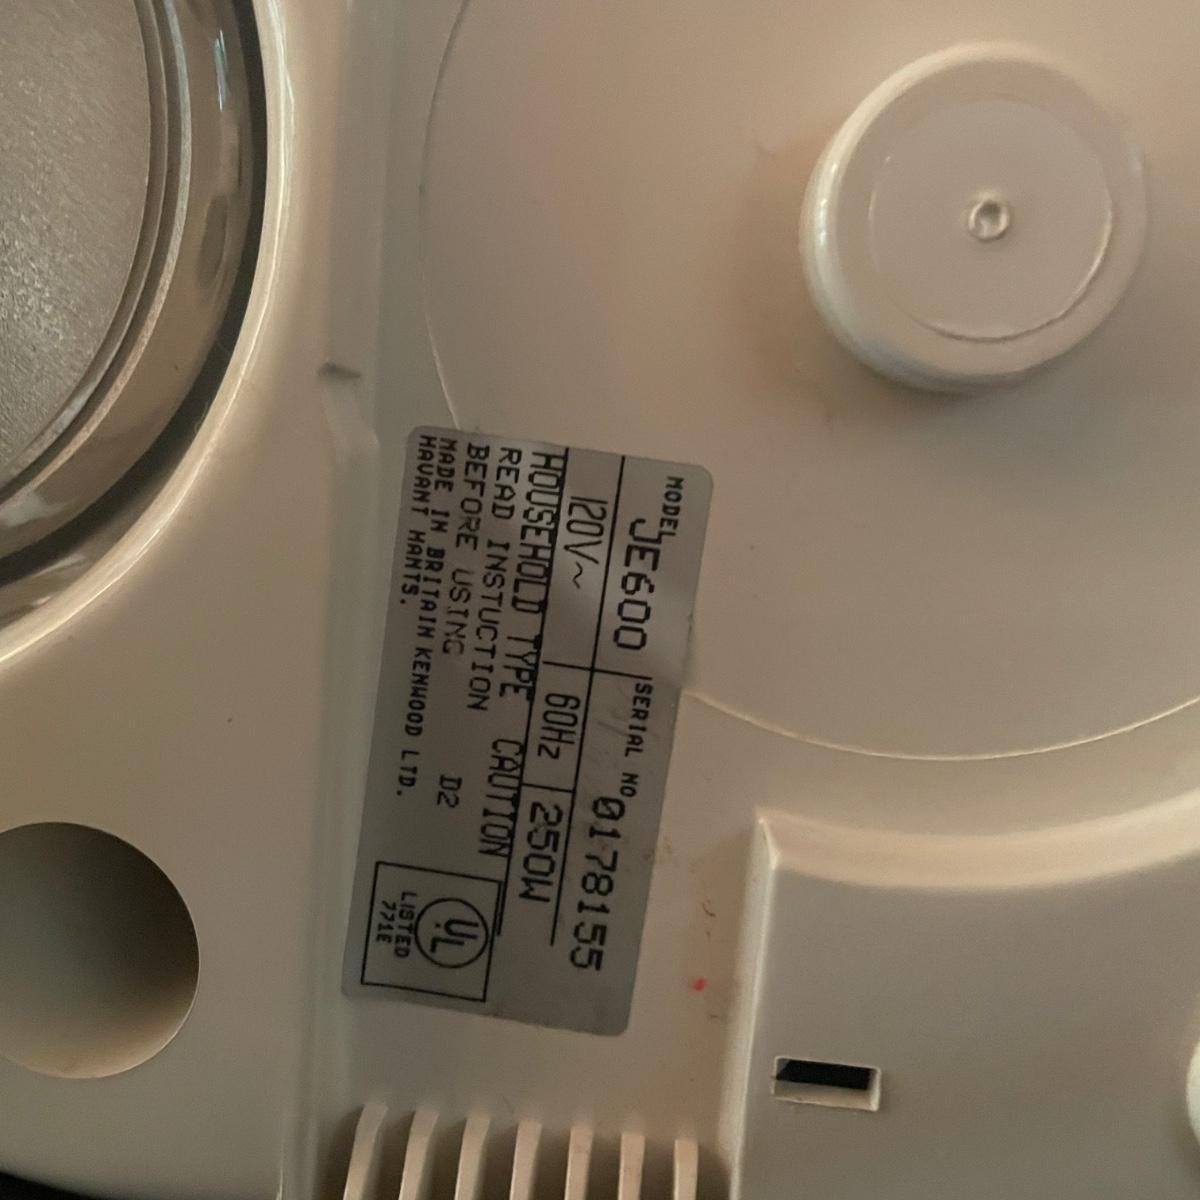 MODEL JE600 SERIAL NO 0178155
120V~ 60Hz 250W
HOUSEHOLD TYPE CAUTION
READ INSTUCTION
BEFORE USING D2
MADE IN BRITAIN KENWOOD LTD.
HAVANT HANTS.
UL
LISTED
771E